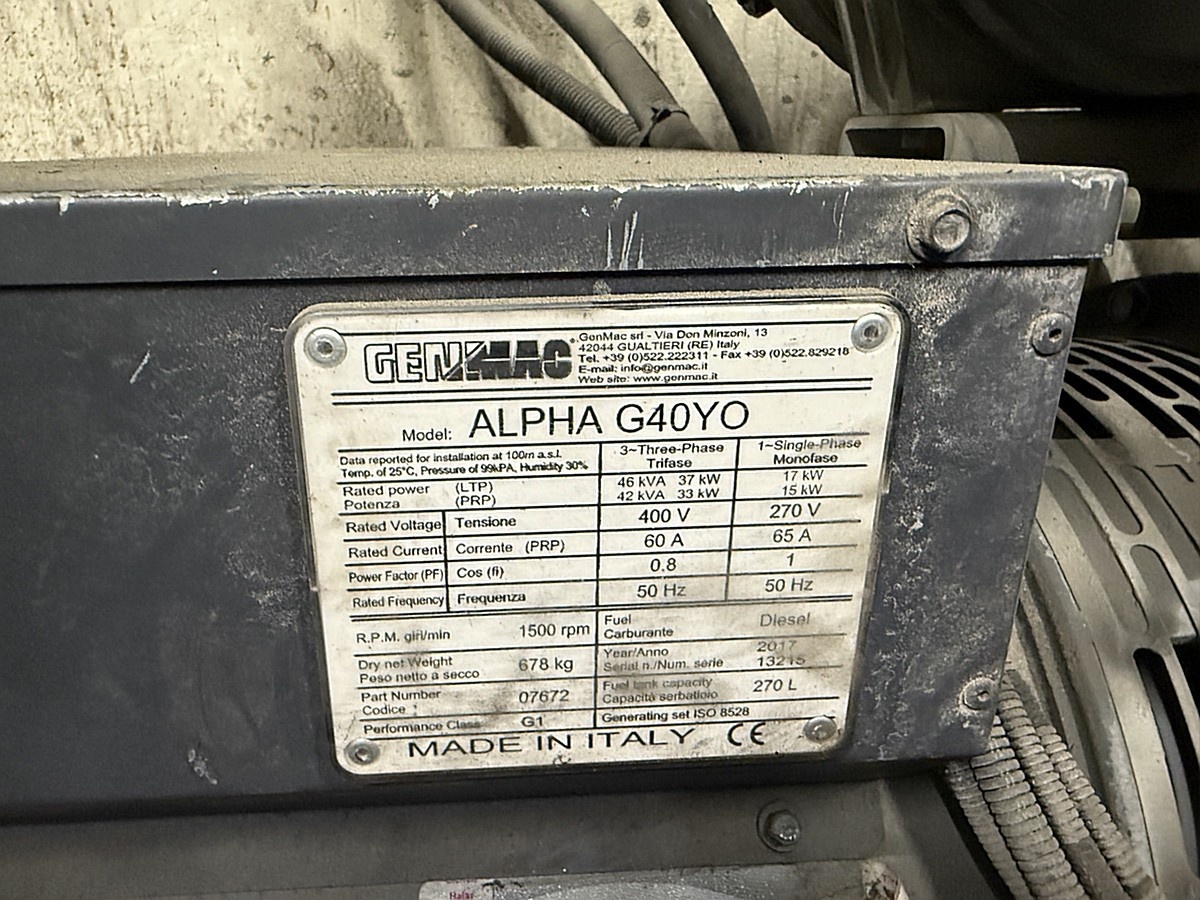 GENMAC
GenMac srl - Via Don Minzoni, 13
42044 GUALTIERI (RE) Italy
Tel. +39 (0)522.222311 - Fax +39 (0)522.829218
E-mail: info@genmac.it
Web site: www.genmac.it
Model: ALPHA G40YO
Data reported for installation at 100m a.s.l.
Temp. of 25°C, Pressure of 99kPA, Humidity 30%
3~Three-Phase
Trifase
1~Single-Phase
Monofase
Rated power (LTP) 46 kVA 37 kW 17 kW
Potenza (PRP) 42 kVA 33 kW 15 kW
Rated Voltage Tensione 400 V 270 V
Rated Current Corrente (PRP) 60 A 65 A
Power Factor (PF) Cos (fi) 0.8 1
Rated Frequency Frequenza 50 Hz 50 Hz
R.P.M. giri/min 1500 rpm
Fuel
Carburante
Diesel
Dry net Weight
Peso netto a secco
678 kg
Year/Anno 2017
Serial n./Num. serie 13215
Part Number
Codice
07672
Fuel tank capacity
Capacità serbatoio
270 L
Performance Class G1
Generating set ISO 8528
MADE IN ITALY CE